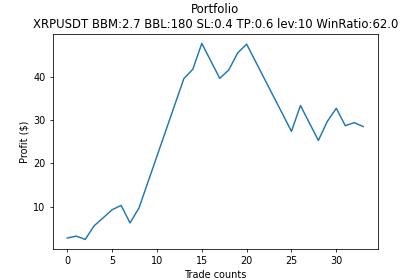 Portfolio
XRPUSDT BBM:2.7 BBL:180 SL:0.4 TP:0.6 lev:10 WinRatio:62.0
40
30
20
10
Profit ($)
0 5 10 15 20 25 30
Trade counts